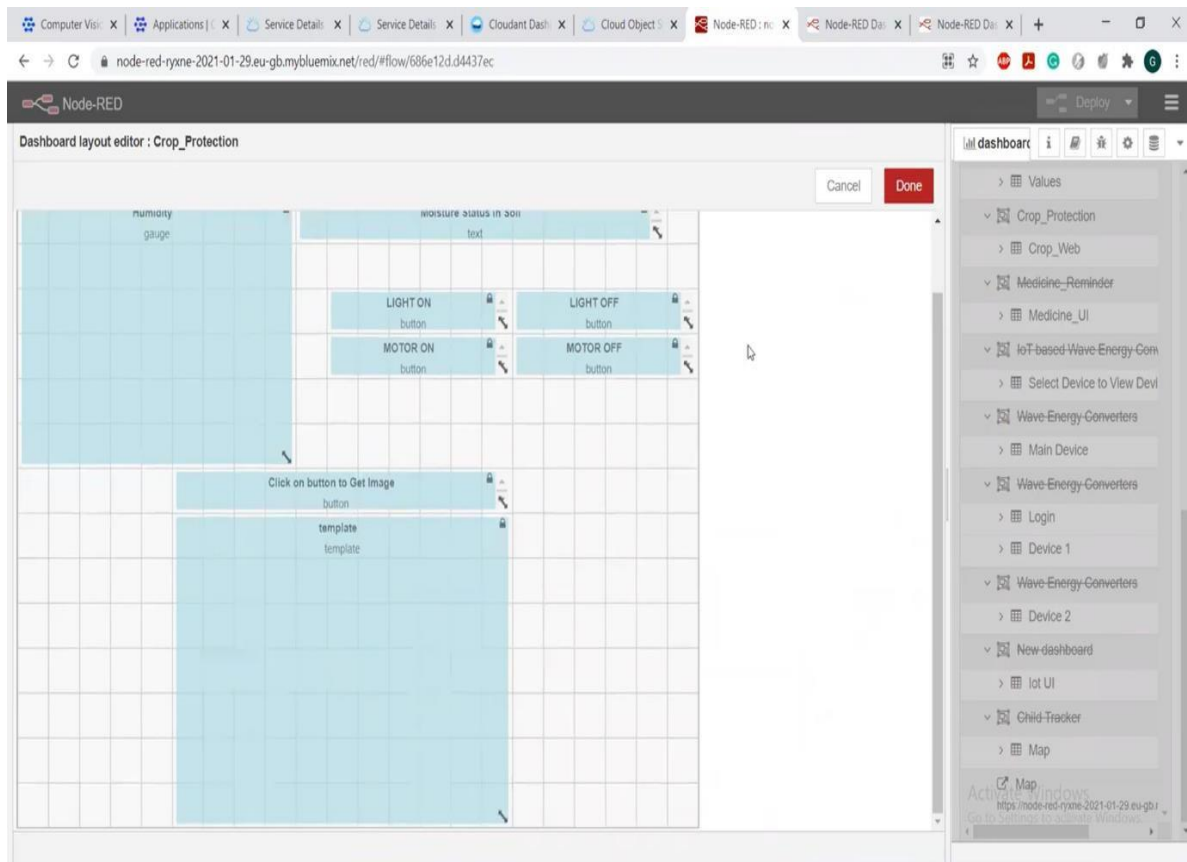 Computer Visi
Applications | C
Service Details
Service Details
Cloudant Dash
Cloud Object S
Node-RED : no
Node-RED Da
Node-RED Da
node-red-ryxne-2021-01-29.eu-gb.mybluemix.net/red/#flow/686e12d.d4437ec
ABP
G
Node-RED
Deploy
Dashboard layout editor : Crop_Protection
dashboard
Cancel
Done
Humidity
gauge
Moisture Status in Soil
text
LIGHT ON
button
LIGHT OFF
button
MOTOR ON
button
MOTOR OFF
button
Click on button to Get Image
button
template
template
Values
Crop_Protection
Crop_Web
Medicine_Reminder
Medicine_UI
IoT based Wave Energy Conv
Select Device to View Devi
Wave Energy Converters
Main Device
Wave Energy Converters
Login
Device 1
Wave Energy Converters
Device 2
New dashboard
Iot UI
Child Tracker
Map
Map
https://node-red-ryxne-2021-01-29.eu-gb.r
Activate Windows
Go to Settings to activate Windows.